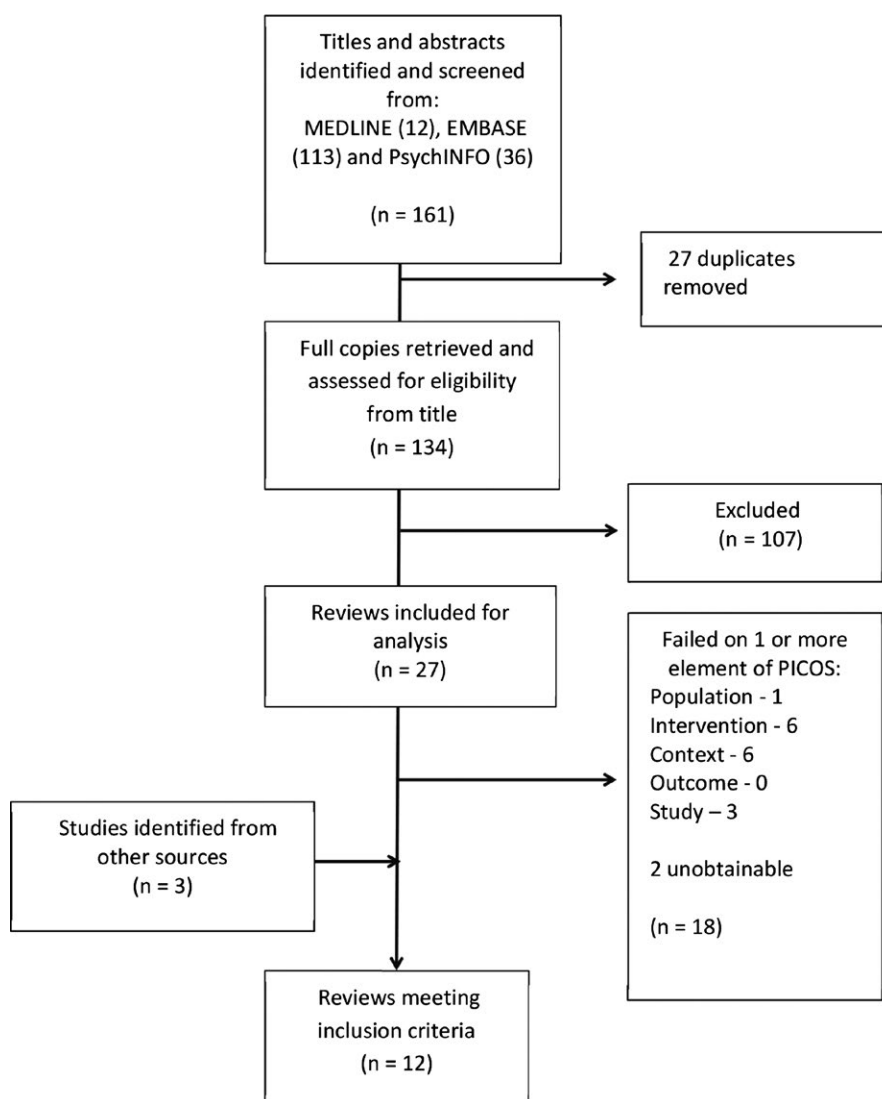 Titles and abstracts
identified and screened
from:
MEDLINE (12), EMBASE
(113) and PsychINFO (36)
(n = 161)
27 duplicates
removed
Full copies retrieved and
assessed for eligibility
from title
(n = 134)
Excluded
(n = 107)
Reviews included for
analysis
(n = 27)
Failed on 1 or more
element of PICOS:
Population - 1
Intervention - 6
Context - 6
Outcome - 0
Study – 3
2 unobtainable
(n = 18)
Studies identified from
other sources
(n = 3)
Reviews meeting
inclusion criteria
(n = 12)